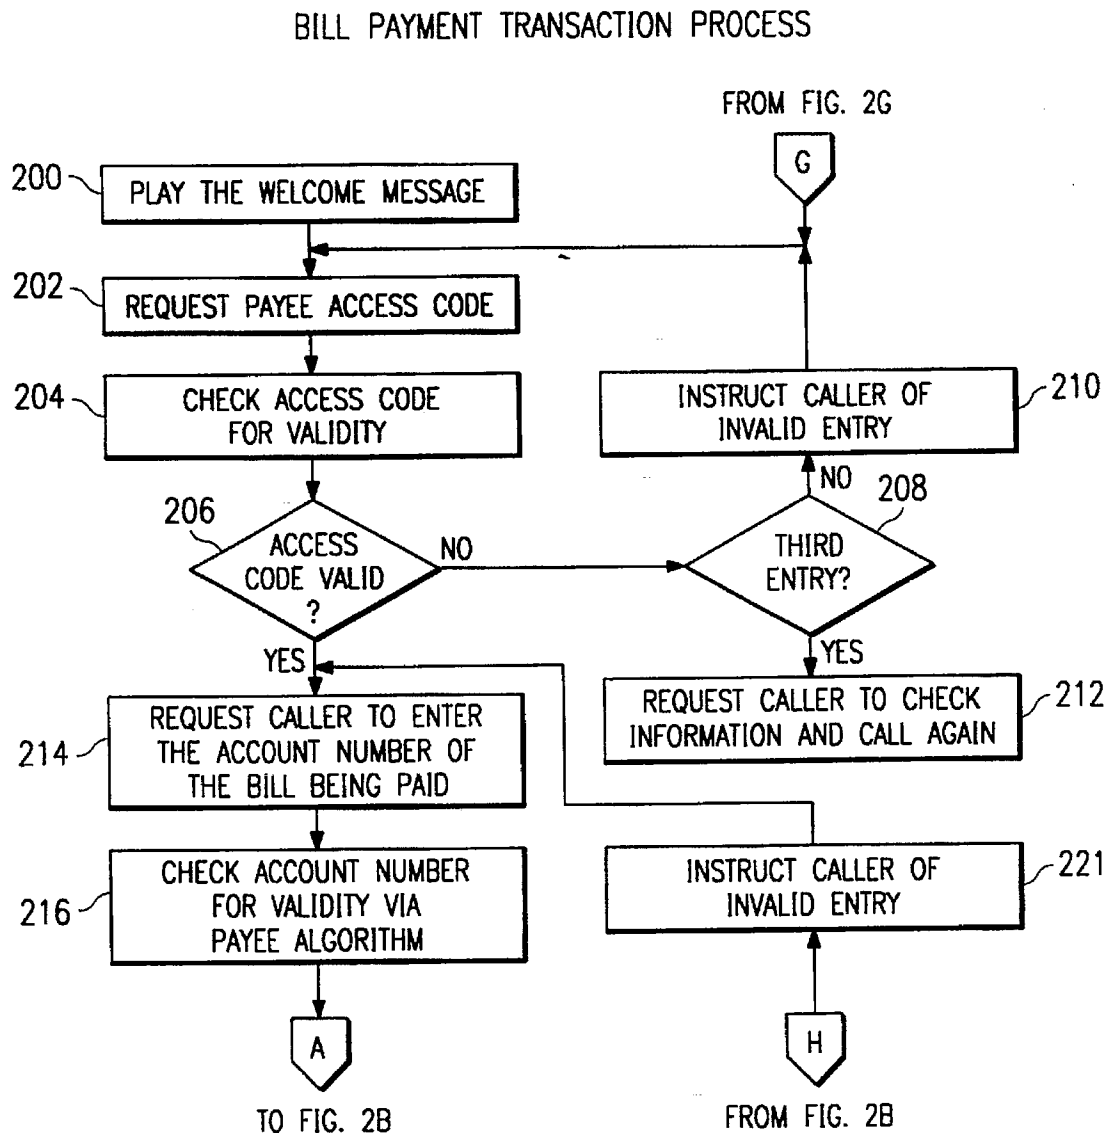 BILL PAYMENT TRANSACTION PROCESS
FROM FIG. 2G
G
200
PLAY THE WELCOME MESSAGE
202
REQUEST PAYEE ACCESS CODE
204
CHECK ACCESS CODE
FOR VALIDITY
INSTRUCT CALLER OF
INVALID ENTRY
210
206
ACCESS
CODE VALID
?
NO
NO
208
THIRD
ENTRY?
YES
YES
214
REQUEST CALLER TO ENTER
THE ACCOUNT NUMBER OF
THE BILL BEING PAID
REQUEST CALLER TO CHECK
INFORMATION AND CALL AGAIN
212
216
CHECK ACCOUNT NUMBER
FOR VALIDITY VIA
PAYEE ALGORITHM
INSTRUCT CALLER OF
INVALID ENTRY
221
A
TO FIG. 2B
H
FROM FIG. 2B